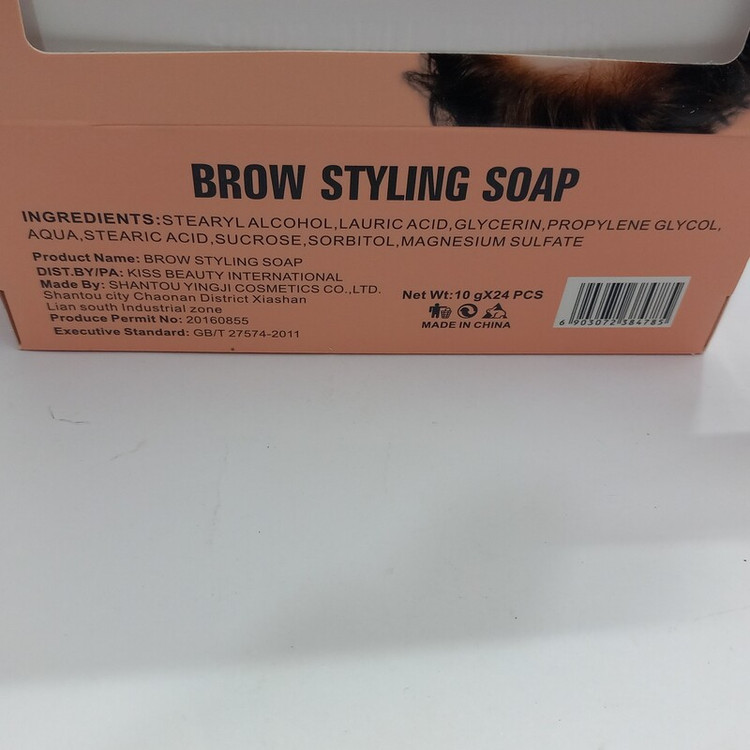 BROW STYLING SOAP
INGREDIENTS:STEARYL ALCOHOL,LAURIC ACID,GLYCERIN,PROPYLENE GLYCOL,
AQUA,STEARIC ACID,SUCROSE,SORBITOL,MAGNESIUM SULFATE
Product Name: BROW STYLING SOAP
DIST.BY/PA: KISS BEAUTY INTERNATIONAL
Made By: SHANTOU YINGJI COSMETICS CO.,LTD.
Shantou city Chaonan District Xiashan
Lian south Industrial zone
Produce Permit No: 20160855
Executive Standard: GB/T 27574-2011
Net Wt:10 gX24 PCS
MADE IN CHINA
6 903072 384785